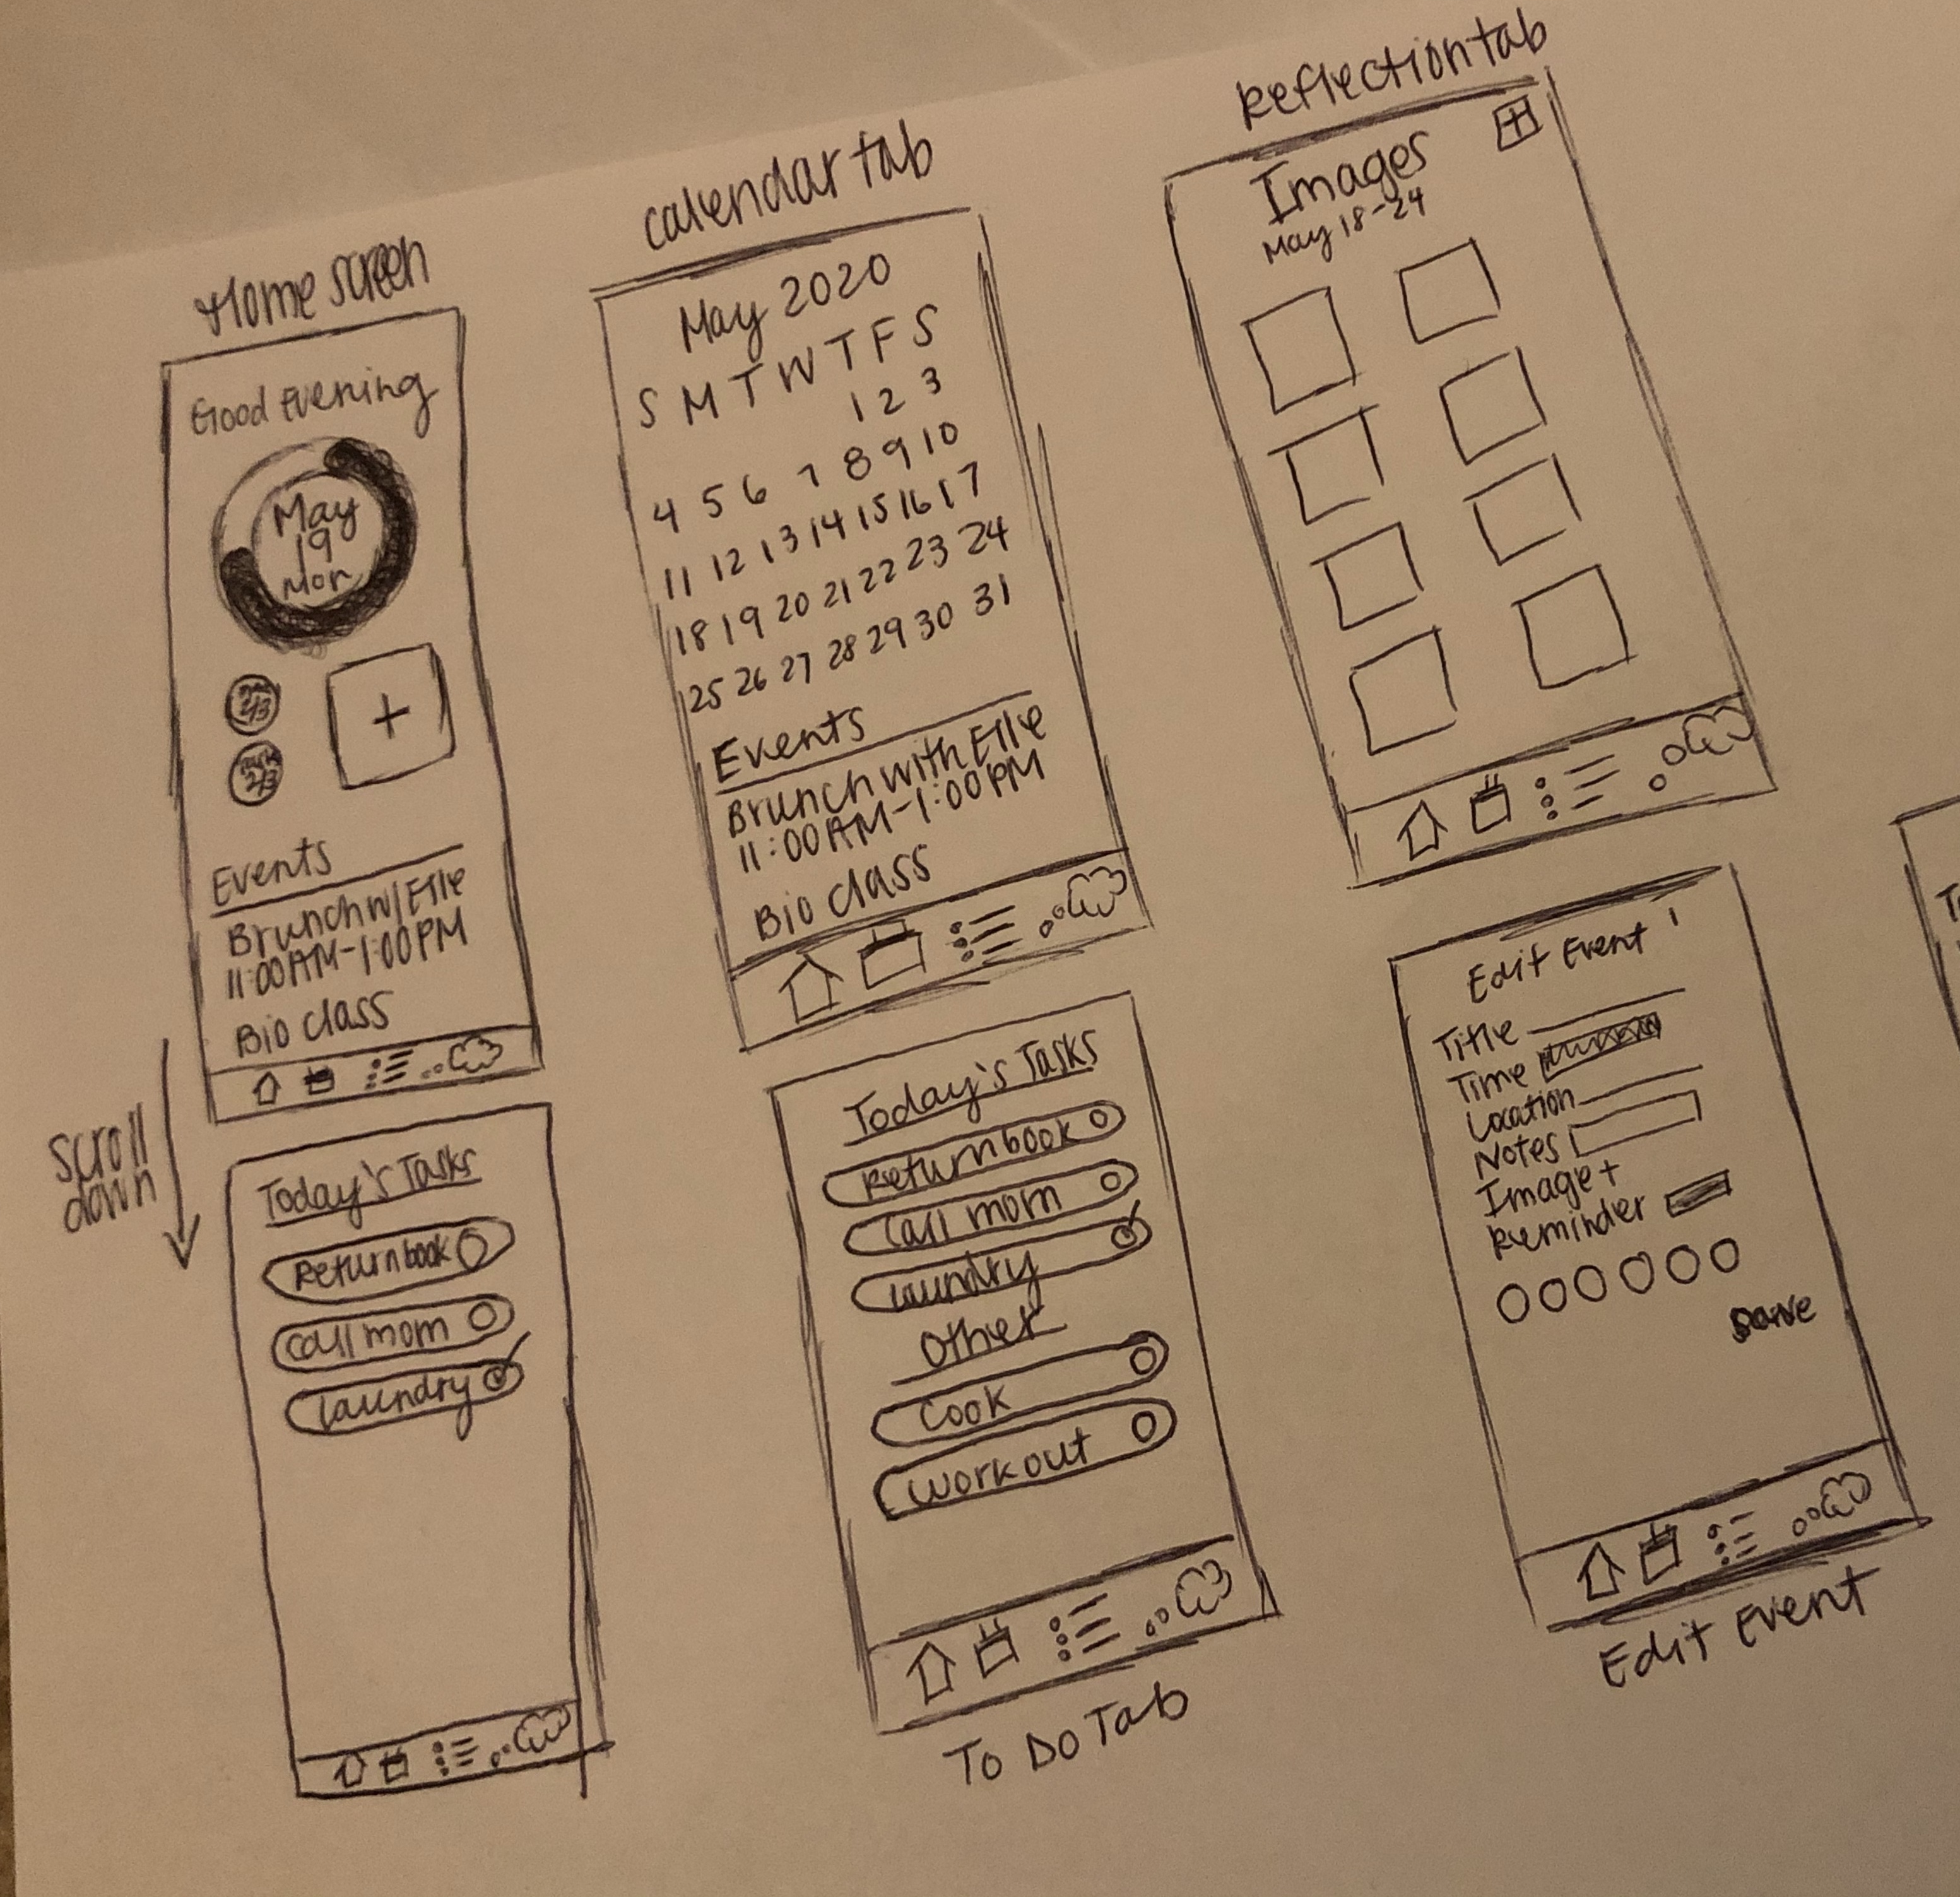 Home screen
Good Evening
May
19
Mon
2/3
2/3
+
Events
Brunch w/ Elle
11:00AM-1:00PM
Bio class
scroll
down
Today's Tasks
Return book
call mom
laundry
calendar tab
May 2020
S M T W T F S
1 2 3
4 5 6 7 8 9 10
11 12 13 14 15 16 17
18 19 20 21 22 23 24
25 26 27 28 29 30 31
Events
Brunch with Elle
11:00AM-1:00PM
Bio class
Today's Tasks
Return book
call mom
laundry
Other
Cook
workout
To Do Tab
Reflection tab
+
Images
May 18-24
Edit Event
Title
Time
Location
Notes
Image +
Reminder
save
Edit Event